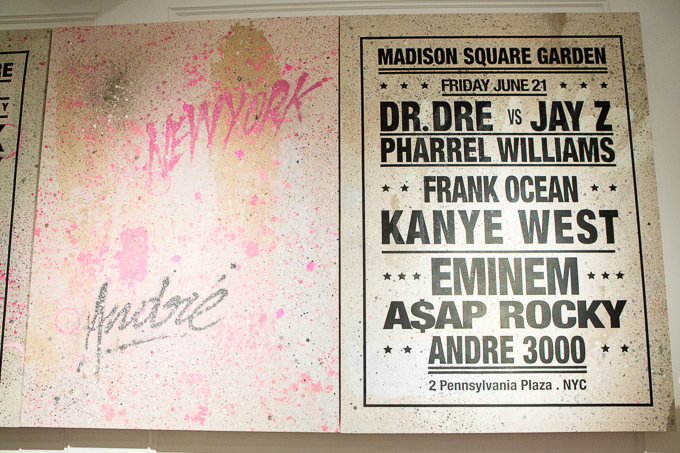 RE
Y
K
NEW YORK
André
MADISON SQUARE GARDEN
FRIDAY JUNE 21
DR. DRE VS JAY Z
PHARREL WILLIAMS
FRANK OCEAN
KANYE WEST
EMINEM
A$AP ROCKY
ANDRE 3000
2 Pennsylvania Plaza . NYC